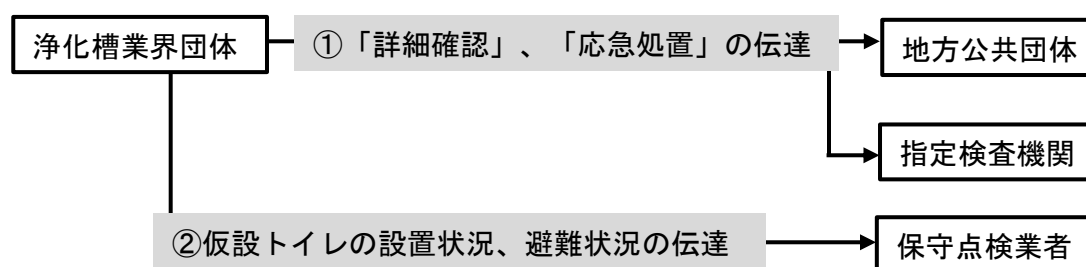 浄化槽業界団体
①「詳細確認」、「応急処置」の伝達
地方公共団体
指定検査機関
②仮設トイレの設置状況、避難状況の伝達
保守点検業者